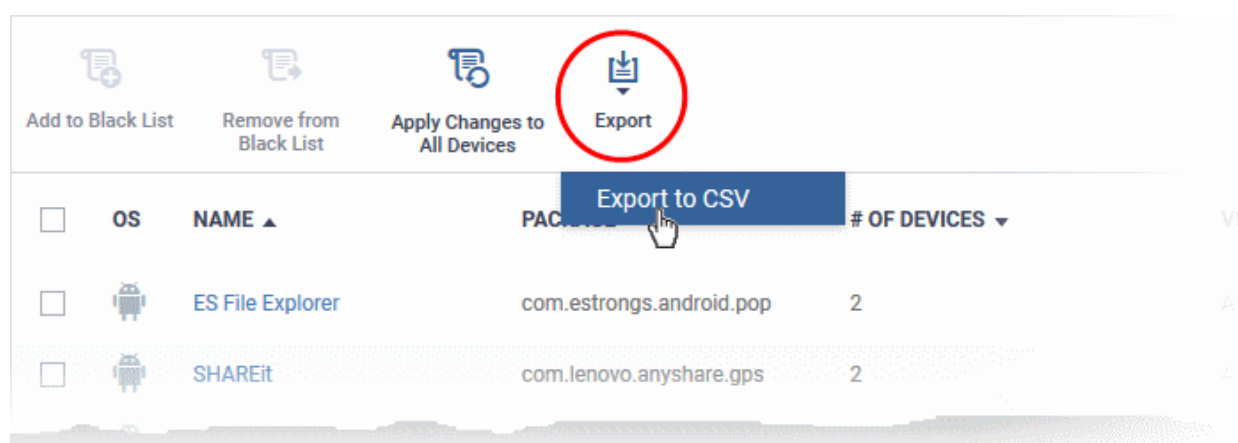 Add to Black List
Remove from
Black List
Apply Changes to
All Devices
Export
Export to CSV
OS NAME # OF DEVICES
ES File Explorer com.estrongs.android.pop 2
SHAREit com.lenovo.anyshare.gps 2